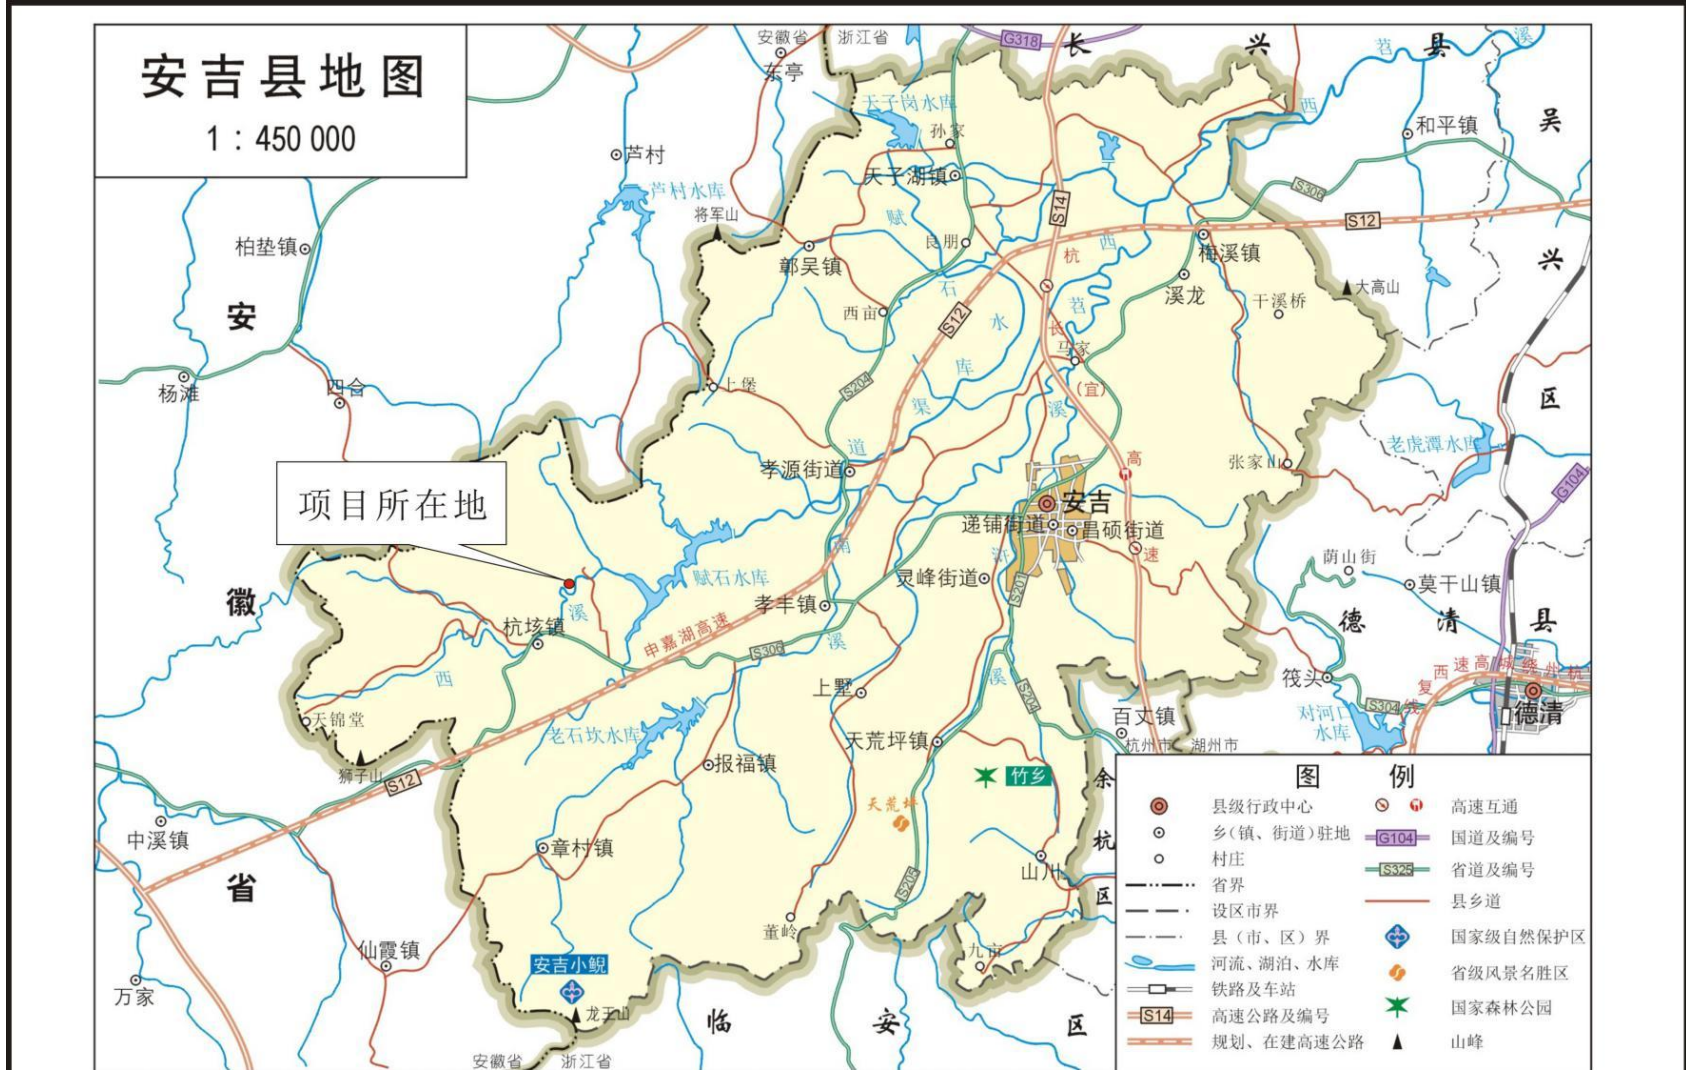 安吉县地图
1：450 000
安徽省
浙江省
G318
长
兴
县
苕
溪
东亭
天子岗水库
孙家
西
和平镇
吴
芦村
芦村水库
天子湖镇
S306
将军山
赋
S14
S12
柏垫镇
鄣吴镇
良朋
西
梅溪镇
兴
杭
安
西亩
石
苕
溪龙
干溪桥
大高山
S12
水
长
马家
杨滩
四合
上堡
S204
库
(宜)
渠
溪
区
道
孝源街道
高
老虎潭水库
张家山
G104
项目所在地
安吉
递铺街道
昌硕街道
南
浒
速
荫山街
赋石水库
灵峰街道
S201
莫干山镇
徽
溪
孝丰镇
德
清
县
杭垓镇
申嘉湖高速
S306
溪
西
上墅
溪
S204
筏头
西速高城绕州杭
复
线
S304
天锦堂
老石坎水库
天荒坪镇
百丈镇
对河口
水库
德清
杭州市
湖州市
狮子山
S12
报福镇
竹乡
余
图例
天荒坪
县级行政中心
高速互通
中溪镇
乡(镇、街道)驻地
G104
国道及编号
章村镇
杭
村庄
S325
省道及编号
山川
省
S205
区
省界
县乡道
设区市界
董岭
仙霞镇
九亩
县（市、区）界
国家级自然保护区
安吉小鲵
河流、湖泊、水库
省级风景名胜区
万家
铁路及车站
龙王山
临
安
区
S14
高速公路及编号
国家森林公园
规划、在建高速公路
山峰
安徽省
浙江省